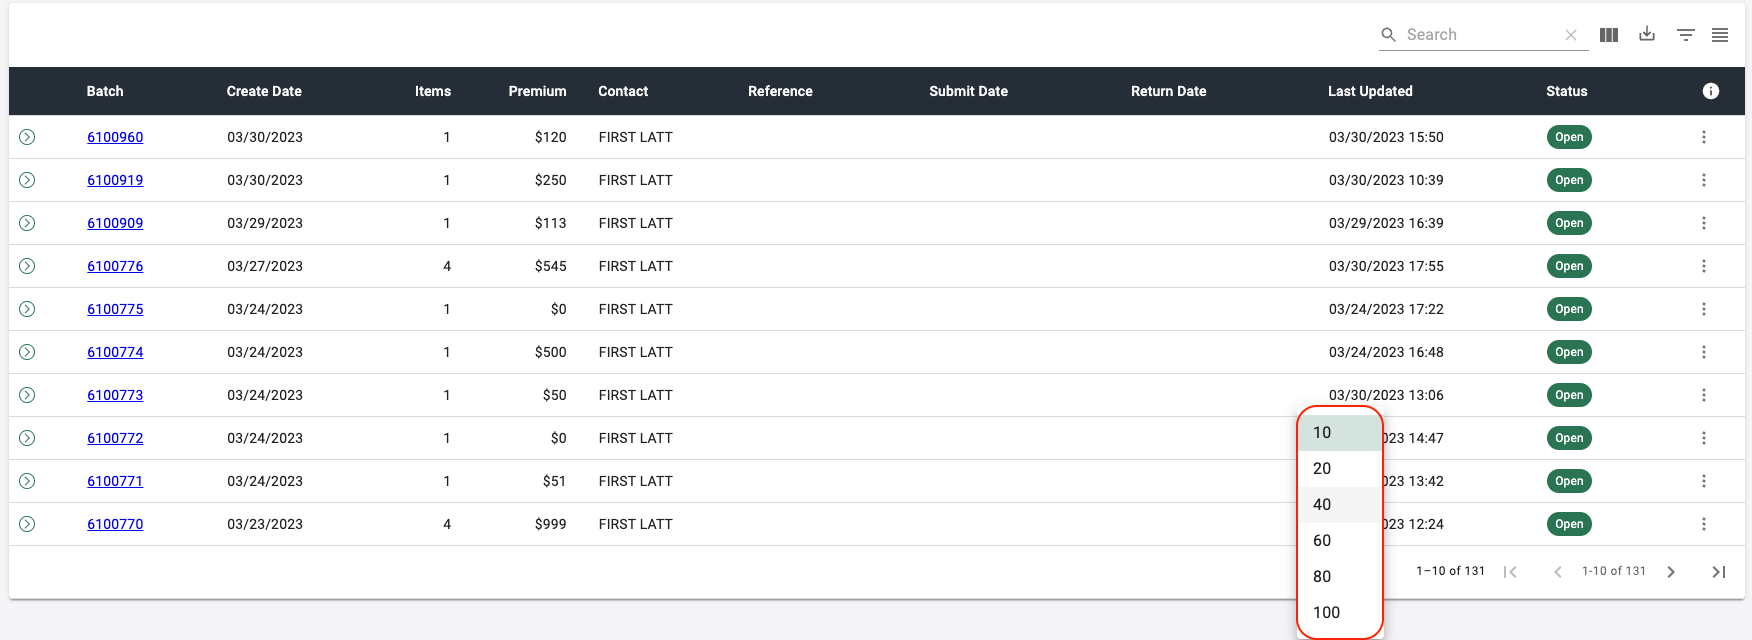 Search
Batch Create Date Items Premium Contact Reference Submit Date Return Date Last Updated Status
6100960 03/30/2023 1 $120 FIRST LATT 03/30/2023 15:50 Open
6100919 03/30/2023 1 $250 FIRST LATT 03/30/2023 10:39 Open
6100909 03/29/2023 1 $113 FIRST LATT 03/29/2023 16:39 Open
6100776 03/27/2023 4 $545 FIRST LATT 03/30/2023 17:55 Open
6100775 03/24/2023 1 $0 FIRST LATT 03/24/2023 17:22 Open
6100774 03/24/2023 1 $500 FIRST LATT 03/24/2023 16:48 Open
6100773 03/24/2023 1 $50 FIRST LATT 03/30/2023 13:06 Open
6100772 03/24/2023 1 $0 FIRST LATT 023 14:47 Open
6100771 03/24/2023 1 $51 FIRST LATT 023 13:42 Open
6100770 03/23/2023 4 $999 FIRST LATT 023 12:24 Open
10
20
40
60
80
100
1–10 of 131 1-10 of 131